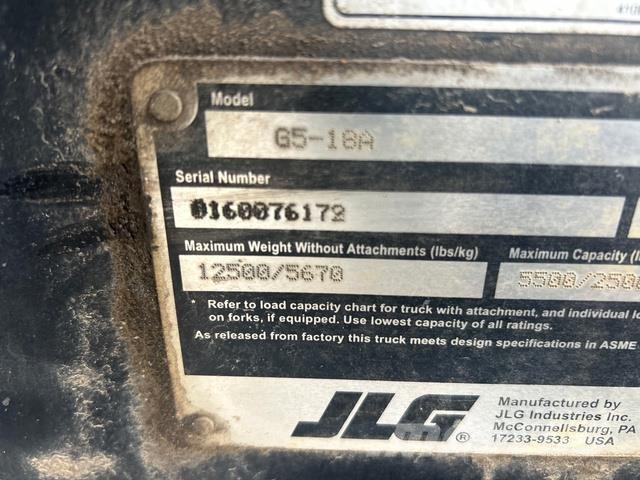 Model
G5-18A
Serial Number
0160076172
Maximum Weight Without Attachments (lbs/kg)
12500/5670
Maximum Capacity (l
5500/2500
* Refer to load capacity chart for truck with attachment, and individual lo
on forks, if equipped. Use lowest capacity of all ratings.
As released from factory this truck meets design specifications in ASME
JLG®
Manufactured by
JLG Industries Inc.
McConnellsburg, PA
17233-9533 USA